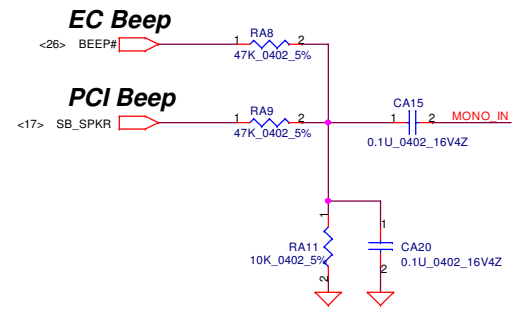 EC Beep
<26> BEEP#
1 RA8 2
47K_0402_5%
PCI Beep
<17> SB_SPKR
1 RA9 2
47K_0402_5%
CA15
1 2 MONO_IN
0.1U_0402_16V4Z
1
RA11
10K_0402_5%
2
1
CA20
0.1U_0402_16V4Z
2